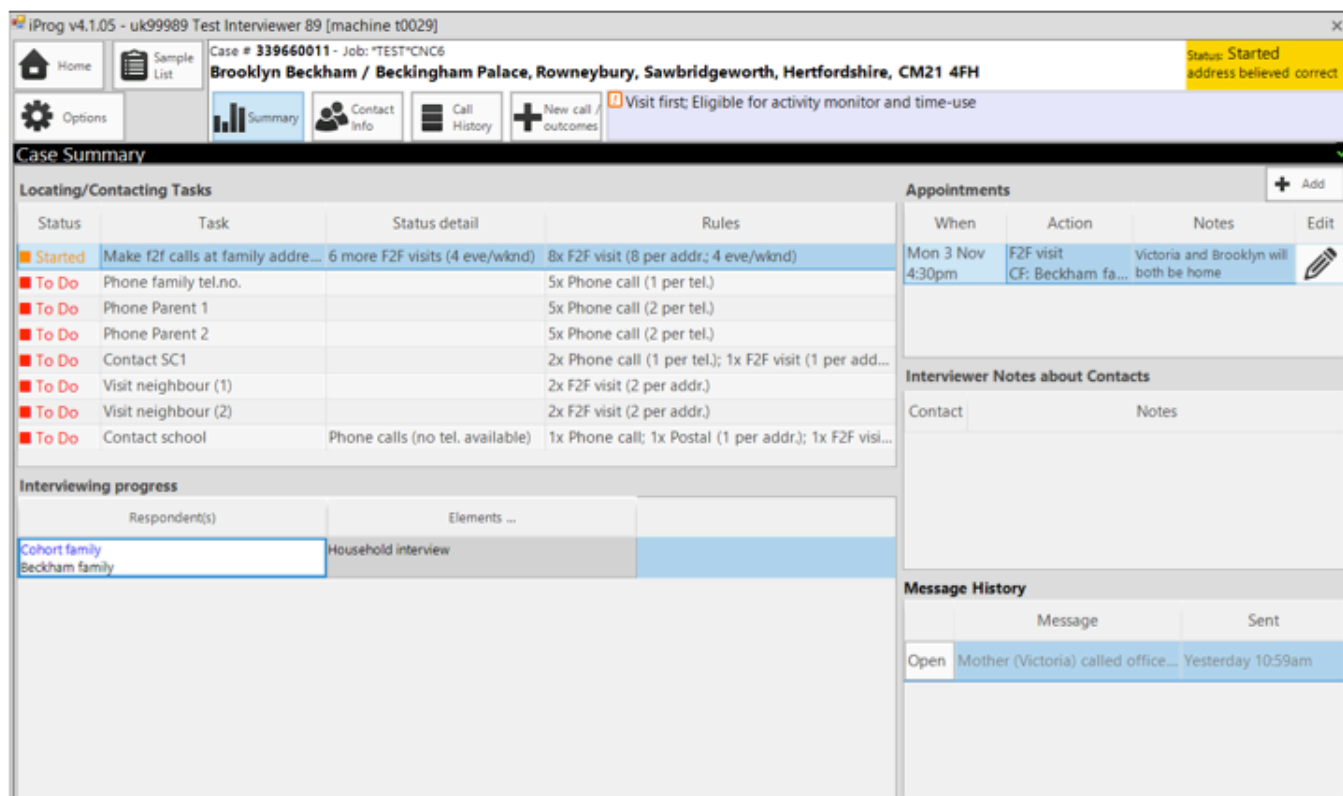 iProg v4.1.05 - uk99989 Test Interviewer 89 [machine t0029]
Home
Sample List
Case # 339660011 - Job: *TEST*CNC6
Brooklyn Beckham / Beckingham Palace, Rowneybury, Sawbridgeworth, Hertfordshire, CM21 4FH
Status: Started
address believed correct
Options
Summary
Contact Info
Call History
New call / outcomes
Visit first; Eligible for activity monitor and time-use
Case Summary
Locating/Contacting Tasks
Status Task Status detail Rules
Started Make f2f calls at family addre... 6 more F2F visits (4 eve/wknd) 8x F2F visit (8 per addr.; 4 eve/wknd)
To Do Phone family tel.no. 5x Phone call (1 per tel.)
To Do Phone Parent 1 5x Phone call (2 per tel.)
To Do Phone Parent 2 5x Phone call (2 per tel.)
To Do Contact SC1 2x Phone call (1 per tel.); 1x F2F visit (1 per add...
To Do Visit neighbour (1) 2x F2F visit (2 per addr.)
To Do Visit neighbour (2) 2x F2F visit (2 per addr.)
To Do Contact school Phone calls (no tel. available) 1x Phone call; 1x Postal (1 per addr.); 1x F2F visi...
Interviewing progress
Respondent(s) Elements ...
Cohort family Household interview
Beckham family
Appointments
Add
When Action Notes Edit
Mon 3 Nov F2F visit Victoria and Brooklyn will
4:30pm CF: Beckham fa... both be home
Interviewer Notes about Contacts
Contact Notes
Message History
Message Sent
Open Mother (Victoria) called office... Yesterday 10:59am